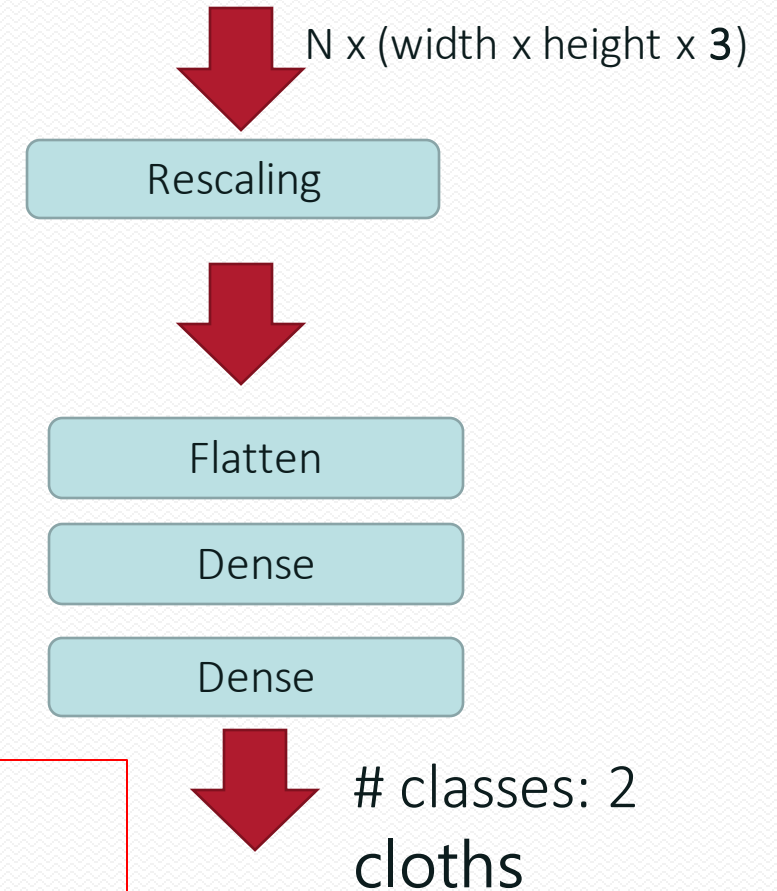 N x (width x height x 3)
Rescaling
Flatten
Dense
Dense
# classes: 2
cloths